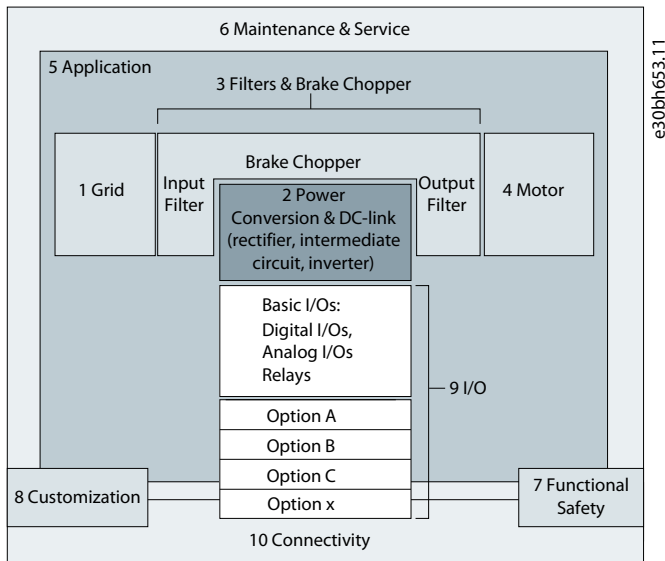 6 Maintenance & Service
e30bh653.11
5 Application
3 Filters & Brake Chopper
Brake Chopper
1 Grid
Input
Filter
2 Power
Conversion & DC-link
(rectifier, intermediate
circuit, inverter)
Output
Filter
4 Motor
Basic I/Os:
Digital I/Os,
Analog I/Os
Relays
9 I/O
Option A
Option B
Option C
Option x
8 Customization
7 Functional
Safety
10 Connectivity